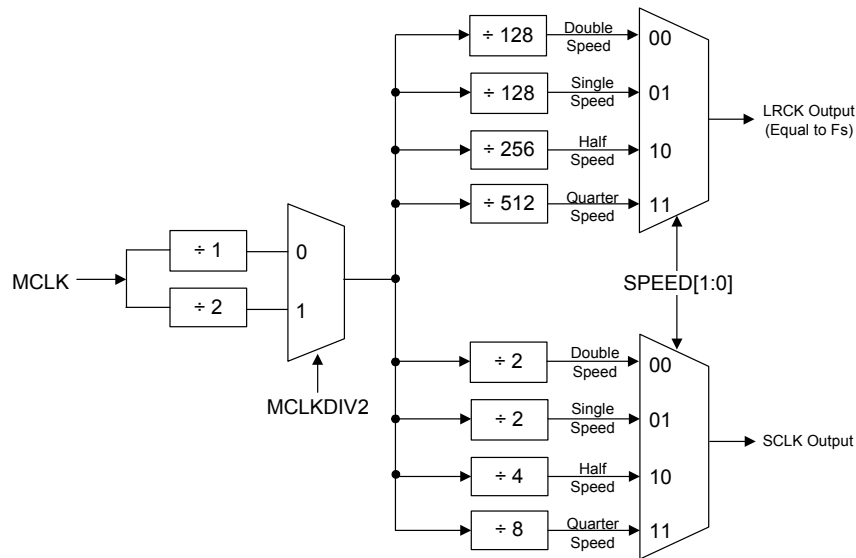 ÷ 128
Double
Speed
00
÷ 128
Single
Speed
01
÷ 256
Half
Speed
10
÷ 512
Quarter
Speed
11
LRCK Output
(Equal to Fs)
MCLK
÷ 1
0
÷ 2
1
MCLKDIV2
SPEED[1:0]
÷ 2
Double
Speed
00
÷ 2
Single
Speed
01
÷ 4
Half
Speed
10
÷ 8
Quarter
Speed
11
SCLK Output